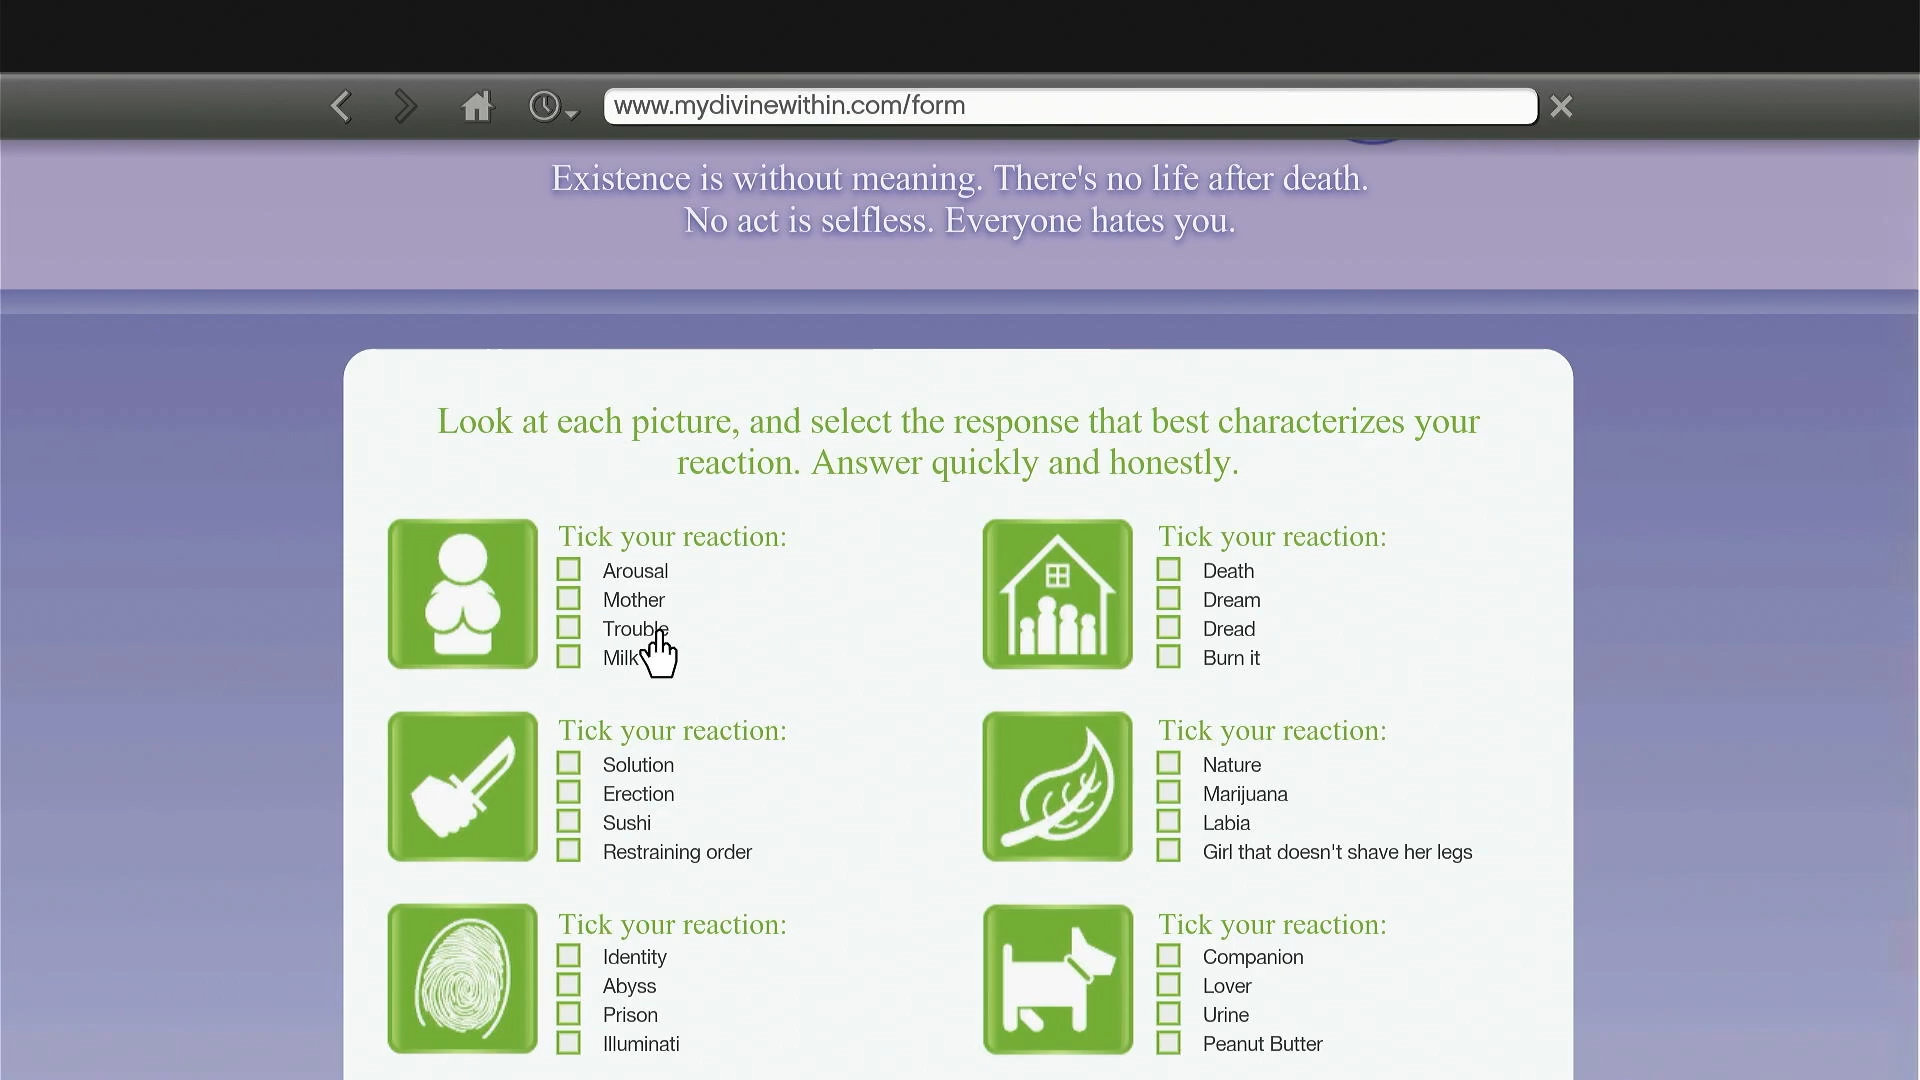 www.mydivinewithin.com/form
Existence is without meaning. There's no life after death.
No act is selfless. Everyone hates you.
Look at each picture, and select the response that best characterizes your
reaction. Answer quickly and honestly.
Tick your reaction:
Arousal
Mother
Trouble
Milk
Tick your reaction:
Death
Dream
Dread
Burn it
Tick your reaction:
Solution
Erection
Sushi
Restraining order
Tick your reaction:
Nature
Marijuana
Labia
Girl that doesn't shave her legs
Tick your reaction:
Identity
Abyss
Prison
Illuminati
Tick your reaction:
Companion
Lover
Urine
Peanut Butter